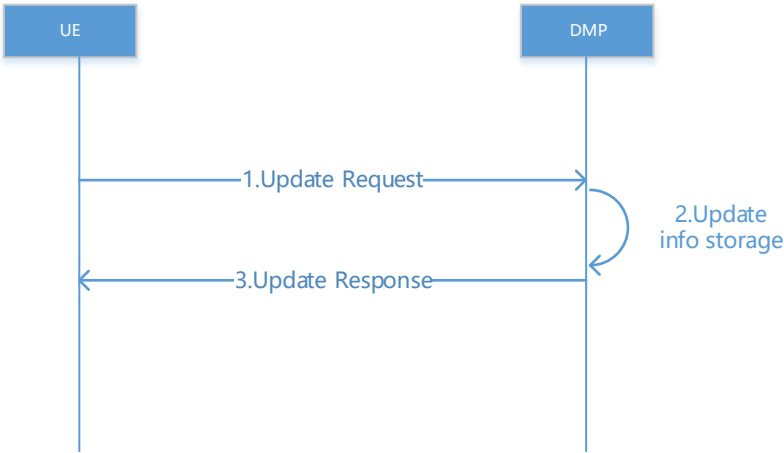 UE
DMP
1.Update Request
2.Update
info storage
3.Update Response